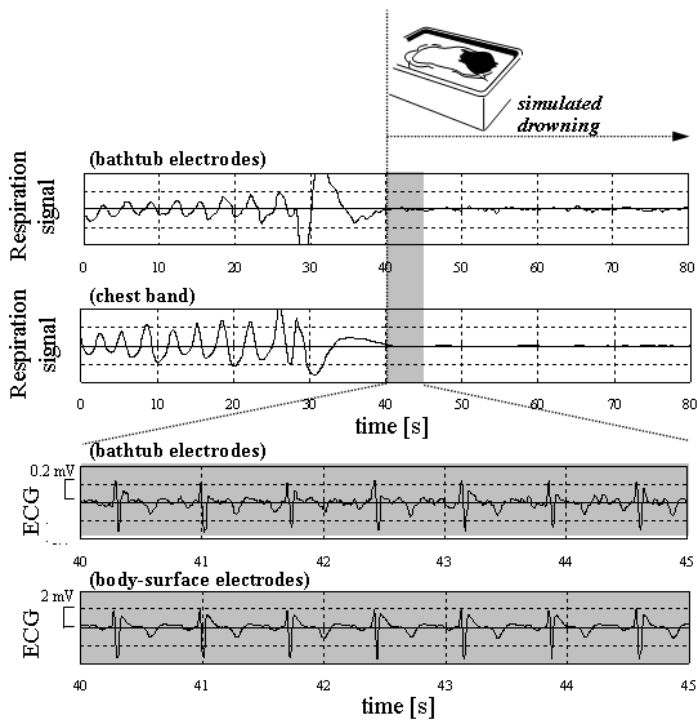 simulated
drowning
(bathtub electrodes)
Respiration
signal
0 10 20 30 40 50 60 70 80
(chest band)
Respiration
signal
0 10 20 30 40 50 60 70 80
time [s]
(bathtub electrodes)
0.2 mV
ECG
40 41 42 43 44 45
(body-surface electrodes)
2 mV
ECG
40 41 42 43 44 45
time [s]